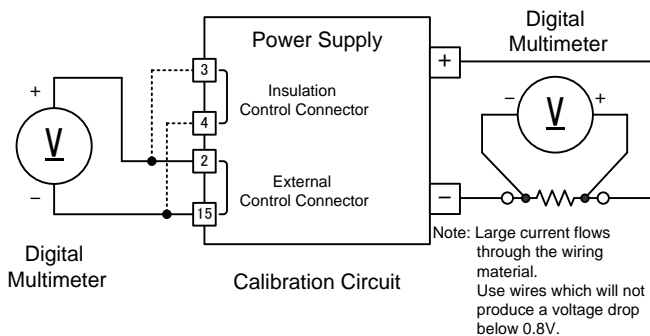 Digital
Multimeter
Power Supply
+
3
Insulation
Control Connector
4
+
V
−
2
External
Control Connector
15
−
− V +
Digital
Multimeter
Calibration Circuit
Note: Large current flows
through the wiring
material.
Use wires which will not
produce a voltage drop
below 0.8V.